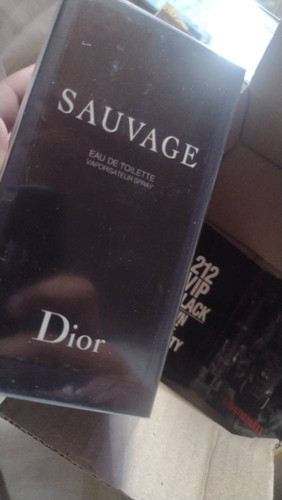 SAUVAGE
EAU DE TOILETTE
VAPORISATEUR SPRAY
Dior
212
VIP
BLACK